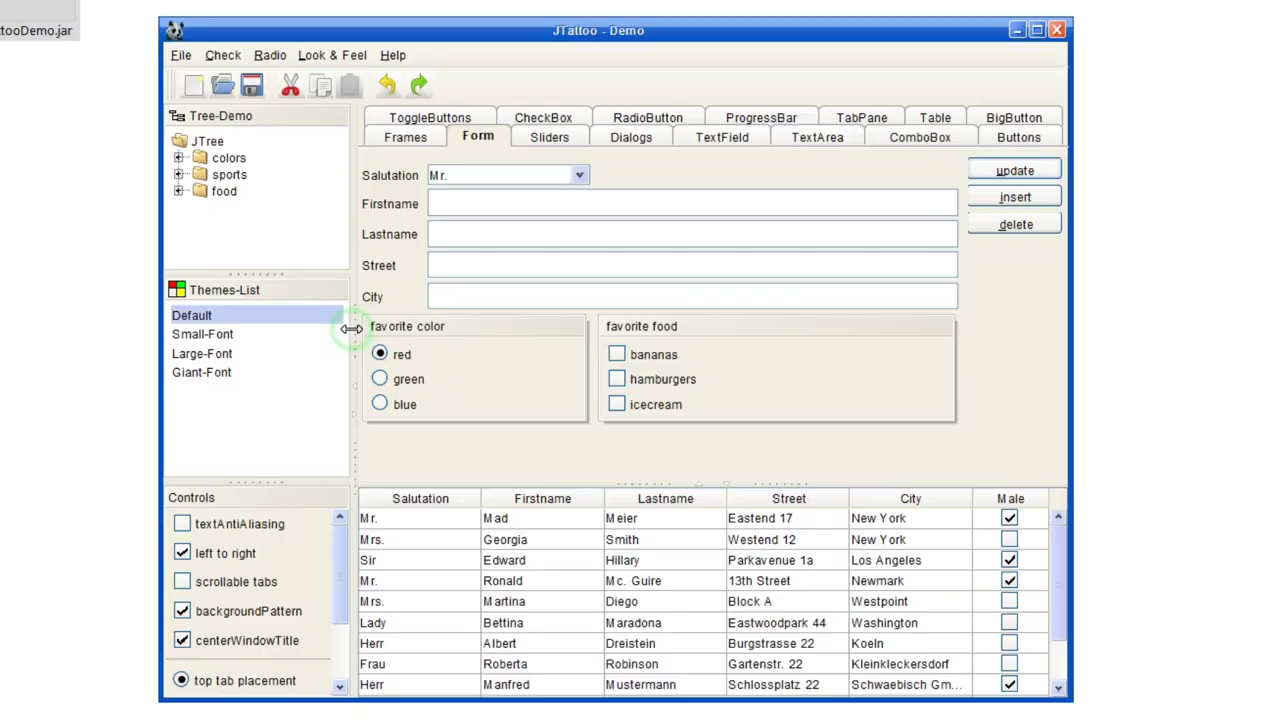 ttooDemo.jar
JTattoo - Demo
File Check Radio Look & Feel Help
Tree-Demo
JTree
colors
sports
food
Themes-List
Default
Small-Font
Large-Font
Giant-Font
Controls
textAntiAliasing
left to right
scrollable tabs
backgroundPattern
centerWindowTitle
top tab placement
ToggleButtons CheckBox RadioButton ProgressBar TabPane Table BigButton
Frames Form Sliders Dialogs TextField TextArea ComboBox Buttons
Salutation Mr.
Firstname
Lastname
Street
City
update
insert
delete
favorite color
red
green
blue
favorite food
bananas
hamburgers
icecream
Salutation Firstname Lastname Street City Male
Mr. Mad Meier Eastend 17 New York
Mrs. Georgia Smith Westend 12 New York
Sir Edward Hillary Parkavenue 1a Los Angeles
Mr. Ronald Mc. Guire 13th Street Newmark
Mrs. Martina Diego Block A Westpoint
Lady Bettina Maradona Eastwoodpark 44 Washington
Herr Albert Dreistein Burgstrasse 22 Koeln
Frau Roberta Robinson Gartenstr. 22 Kleinkleckersdorf
Herr Manfred Mustermann Schlossplatz 22 Schwaebisch Gm...